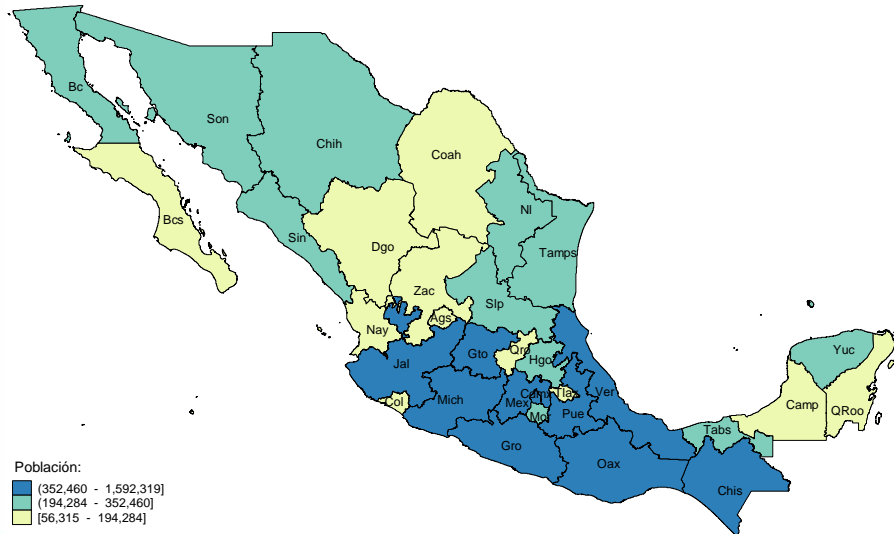 Bc
Son
Chih
Coah
Bcs
Sin
Dgo
Nl
Tamps
Zac
Slp
Nay
Ags
Jal
Gto
Qro
Hgo
Yuc
Col
Mich
Mex
Cdmx
Tlax
Mor
Pue
Ver
Camp
QRoo
Tabs
Gro
Oax
Chis
Población:
(352,460 - 1,592,319]
(194,284 - 352,460]
[56,315 - 194,284]